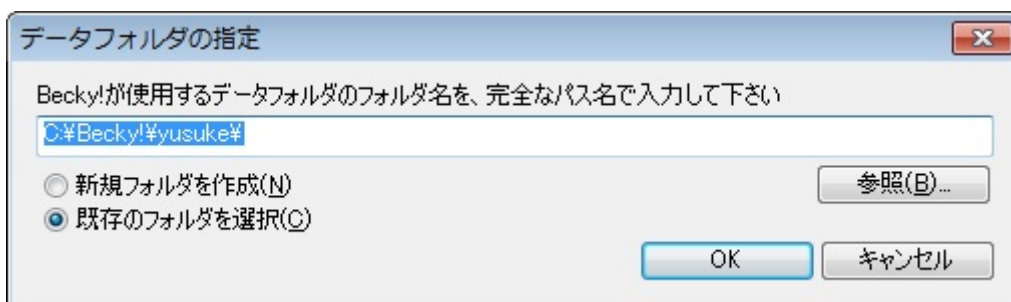 データフォルダの指定
Becky!が使用するデータフォルダのフォルダ名を、完全なパス名で入力して下さい
C:¥Becky!¥yusuke¥
新規フォルダを作成(N)
参照(B)...
既存のフォルダを選択(C)
OK
キャンセル